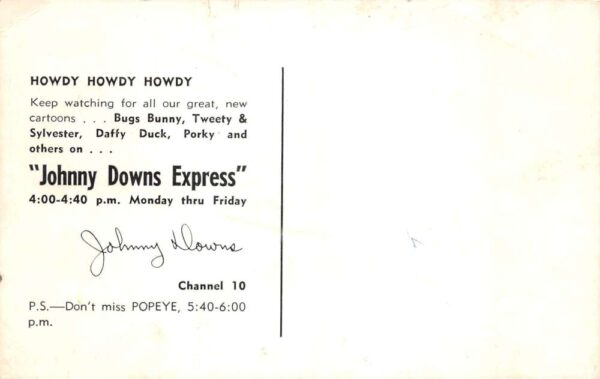 HOWDY HOWDY HOWDY
Keep watching for all our great, new
cartoons . . . Bugs Bunny, Tweety &
Sylvester, Daffy Duck, Porky and
others on . . .
"Johnny Downs Express"
4:00-4:40 p.m. Monday thru Friday
Johnny Downs
Channel 10
P.S.—Don't miss POPEYE, 5:40-6:00
p.m.